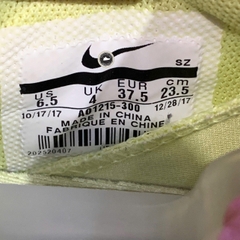 SZ
US UK EUR cm
6.5 4 37.5 23.5
10/17/17 AQ1215-300 12/28/17
MADE IN CHINA
FABRIQUE EN CHINE